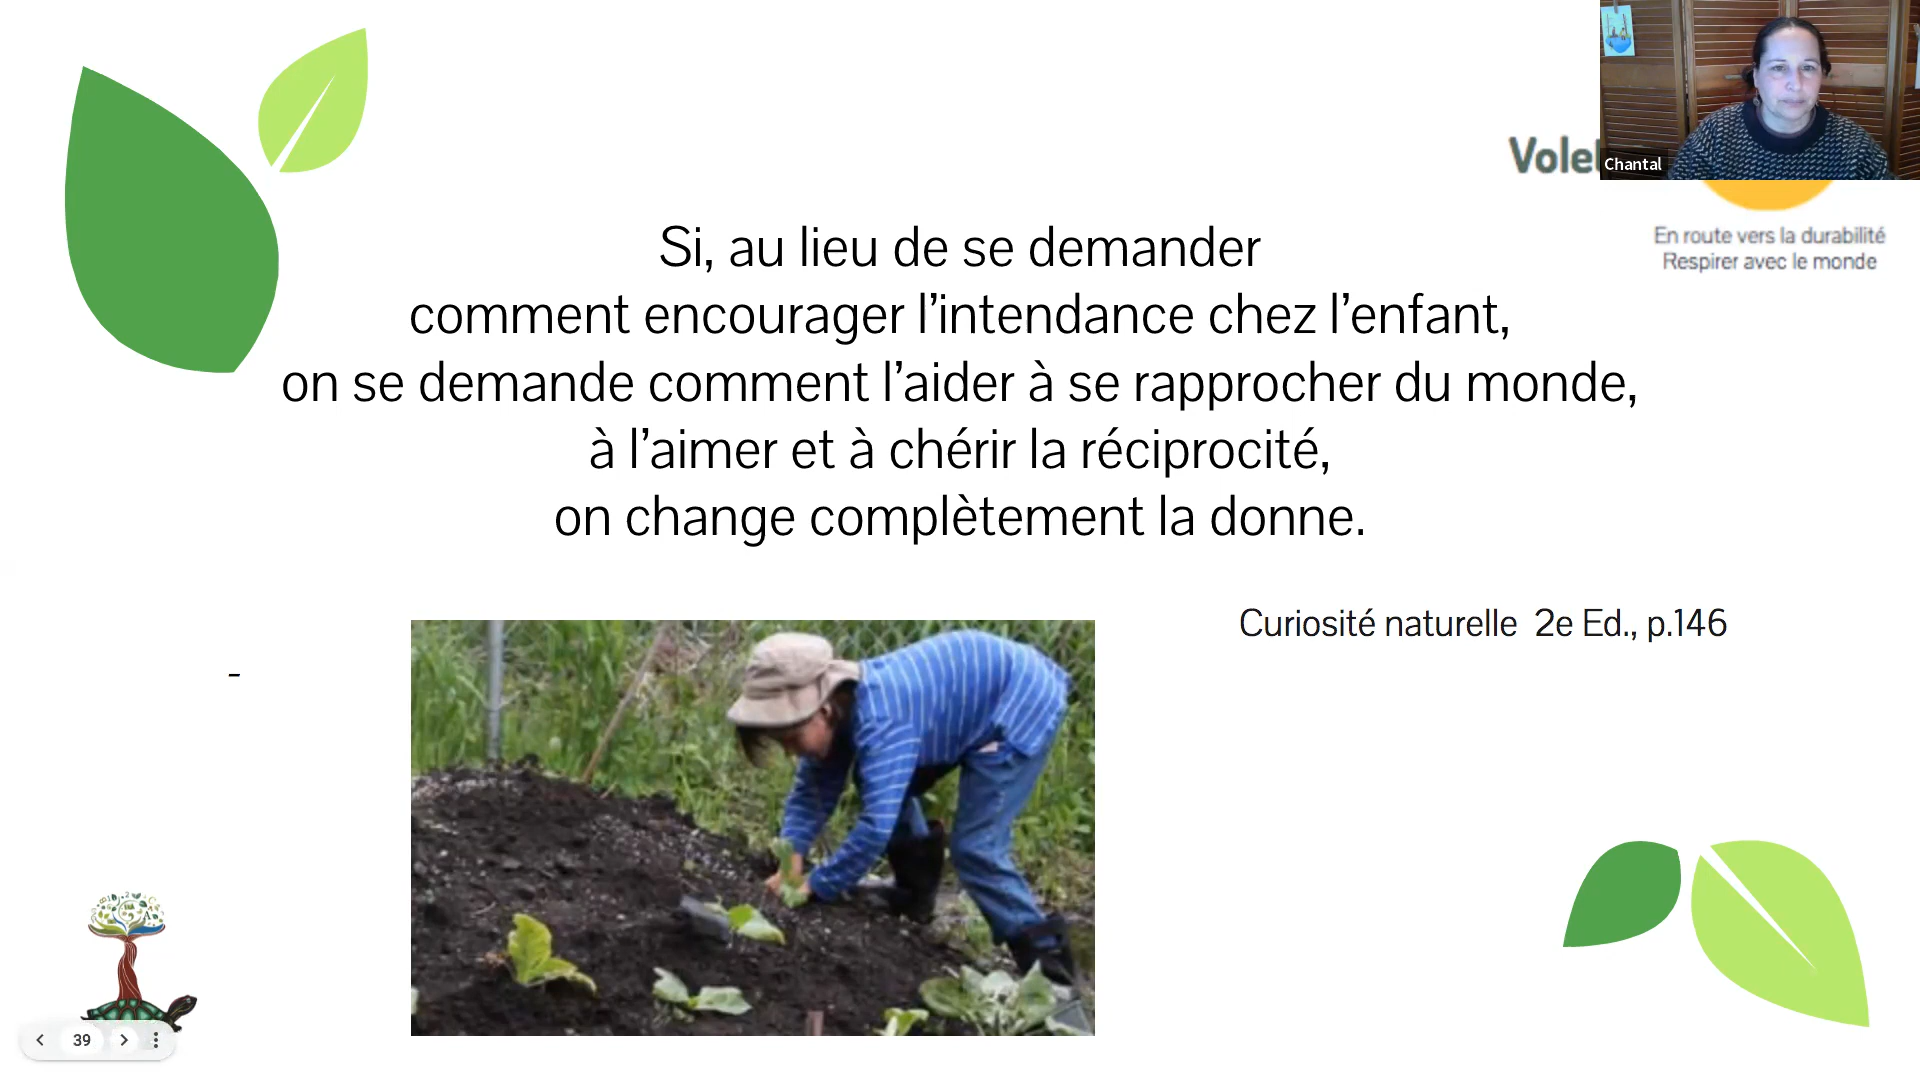 Chantal
Vole
En route vers la durabilité
Respirer avec le monde
Si, au lieu de se demander
comment encourager l’intendance chez l’enfant,
on se demande comment l’aider à se rapprocher du monde,
à l’aimer et à chérir la réciprocité,
on change complètement la donne.
Curiosité naturelle 2e Ed., p.146
-
39